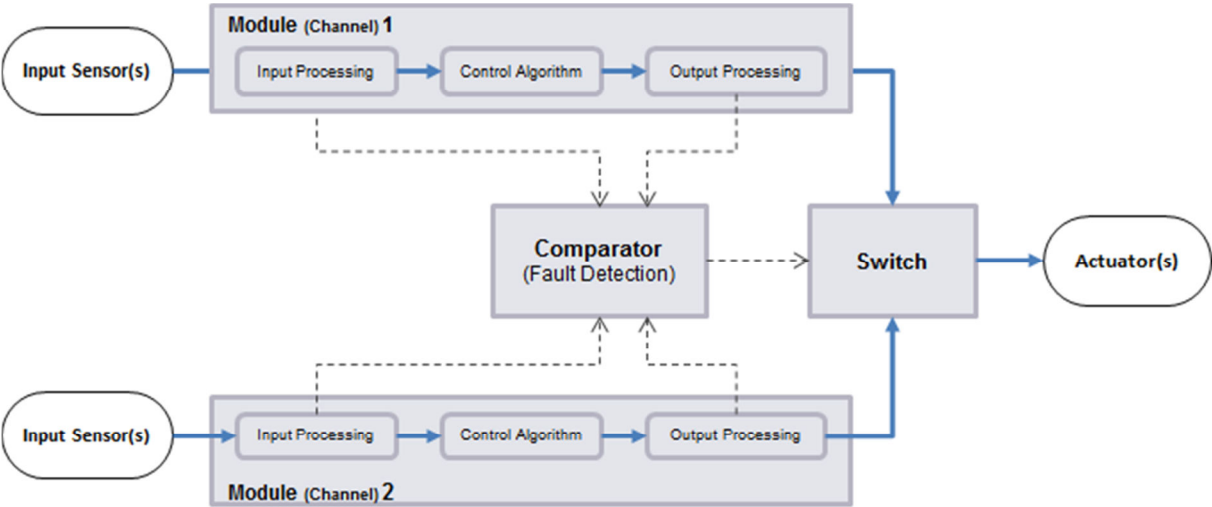 Module (Channel) 1
Input Sensor(s)
Input Processing
Control Algorithm
Output Processing
Comparator
(Fault Detection)
Switch
Actuator(s)
Input Sensor(s)
Input Processing
Control Algorithm
Output Processing
Module (Channel) 2